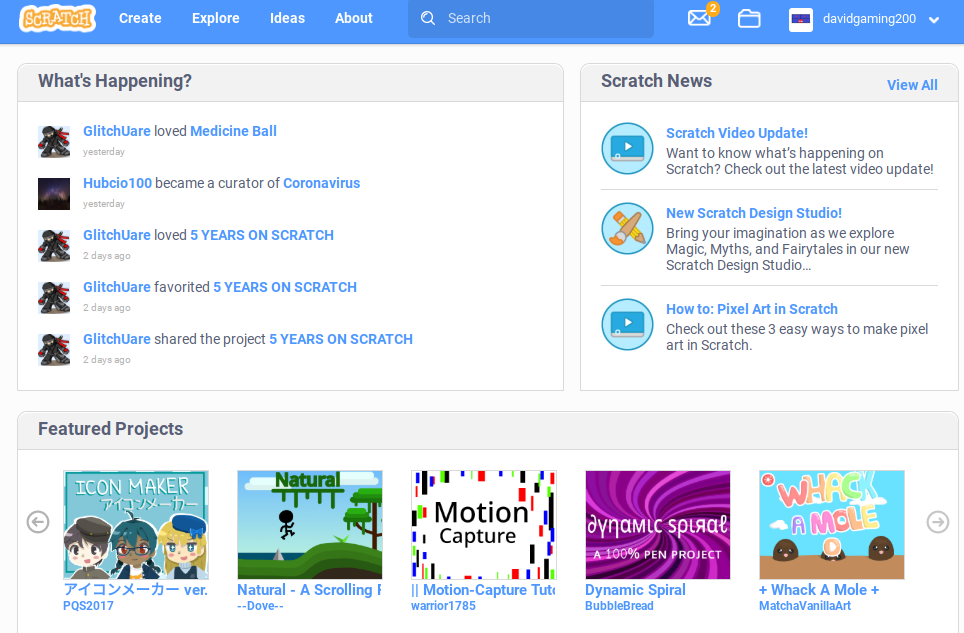 SCRATCH
Create
Explore
Ideas
About
Search
2
davidgaming200
What's Happening?
GlitchUare loved Medicine Ball
yesterday
Hubcio100 became a curator of Coronavirus
yesterday
GlitchUare loved 5 YEARS ON SCRATCH
2 days ago
GlitchUare favorited 5 YEARS ON SCRATCH
2 days ago
GlitchUare shared the project 5 YEARS ON SCRATCH
2 days ago
Scratch News
View All
Scratch Video Update!
Want to know what’s happening on
Scratch? Check out the latest video update!
New Scratch Design Studio!
Bring your imagination as we explore
Magic, Myths, and Fairytales in our new
Scratch Design Studio…
How to: Pixel Art in Scratch
Check out these 3 easy ways to make pixel
art in Scratch.
Featured Projects
ICON MAKER
アイコンメーカー
アイコンメーカー ver.
PQS2017
Natural
Natural - A Scrolling
--Dove--
Motion
Capture
|| Motion-Capture Tuto
warrior1785
dynamic spiral
A 100% PEN PROJECT
Dynamic Spiral
BubbleBread
WHACK
A MOLE
+ Whack A Mole +
MatchaVanillaArt